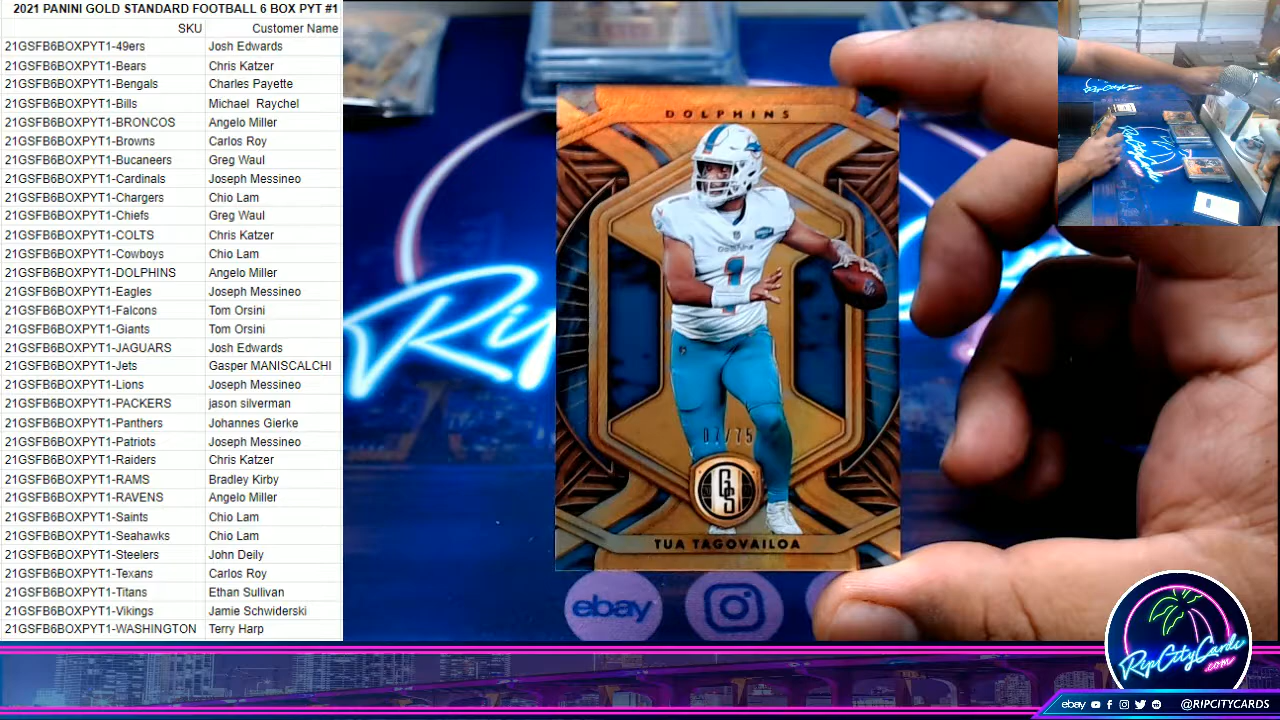 2021 PANINI GOLD STANDARD FOOTBALL 6 BOX PYT #1
SKU Customer Name
21GSFB6BOXPYT1-49ers Josh Edwards
21GSFB6BOXPYT1-Bears Chris Katzer
21GSFB6BOXPYT1-Bengals Charles Payette
21GSFB6BOXPYT1-Bills Michael Raychel
21GSFB6BOXPYT1-BRONCOS Angelo Miller
21GSFB6BOXPYT1-Browns Carlos Roy
21GSFB6BOXPYT1-Bucaneers Greg Waul
21GSFB6BOXPYT1-Cardinals Joseph Messineo
21GSFB6BOXPYT1-Chargers Chio Lam
21GSFB6BOXPYT1-Chiefs Greg Waul
21GSFB6BOXPYT1-COLTS Chris Katzer
21GSFB6BOXPYT1-Cowboys Chio Lam
21GSFB6BOXPYT1-DOLPHINS Angelo Miller
21GSFB6BOXPYT1-Eagles Joseph Messineo
21GSFB6BOXPYT1-Falcons Tom Orsini
21GSFB6BOXPYT1-Giants Tom Orsini
21GSFB6BOXPYT1-JAGUARS Josh Edwards
21GSFB6BOXPYT1-Jets Gasper MANISCALCHI
21GSFB6BOXPYT1-Lions Joseph Messineo
21GSFB6BOXPYT1-PACKERS jason silverman
21GSFB6BOXPYT1-Panthers Johannes Gierke
21GSFB6BOXPYT1-Patriots Joseph Messineo
21GSFB6BOXPYT1-Raiders Chris Katzer
21GSFB6BOXPYT1-RAMS Bradley Kirby
21GSFB6BOXPYT1-RAVENS Angelo Miller
21GSFB6BOXPYT1-Saints Chio Lam
21GSFB6BOXPYT1-Seahawks Chio Lam
21GSFB6BOXPYT1-Steelers John Deily
21GSFB6BOXPYT1-Texans Carlos Roy
21GSFB6BOXPYT1-Titans Ethan Sullivan
21GSFB6BOXPYT1-Vikings Jamie Schwiderski
21GSFB6BOXPYT1-WASHINGTON Terry Harp
DOLPHINS
1
07/75
GS
TUA TAGOVAILOA
Rip
ebay
RipCityCards
.com
ebay @RIPCITYCARDS